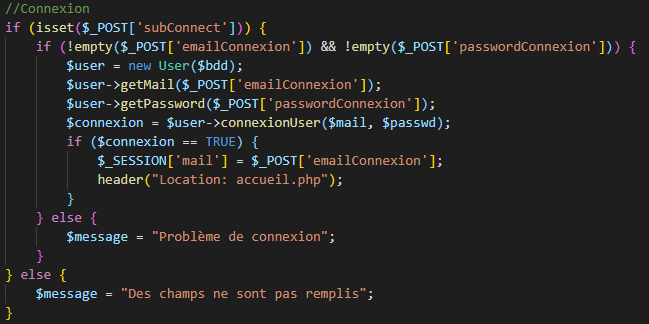 //Connexion
if (isset($_POST['subConnect'])) {
    if (!empty($_POST['emailConnexion']) && !empty($_POST['passwordConnexion'])) {
        $user = new User($bdd);
        $user->getMail($_POST['emailConnexion']);
        $user->getPassword($_POST['passwordConnexion']);
        $connexion = $user->connexionUser($mail, $passwd);
        if ($connexion == TRUE) {
            $_SESSION['mail'] = $_POST['emailConnexion'];
            header("Location: accueil.php");
        }
    } else {
        $message = "Problème de connexion";
    }
} else {
    $message = "Des champs ne sont pas remplis";
}